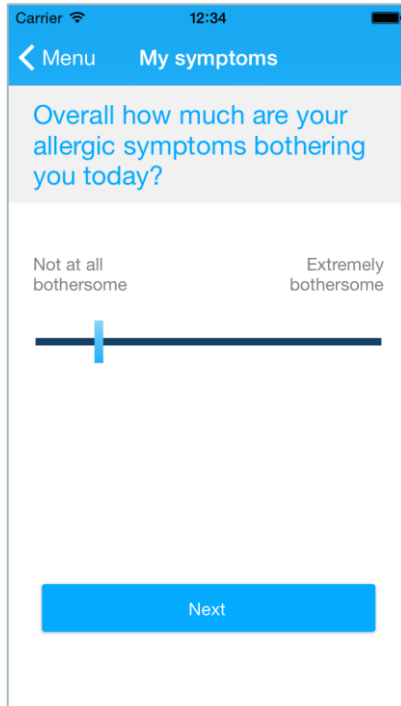 Carrier 12:34
Menu My symptoms
Overall how much are your
allergic symptoms bothering
you today?
Not at all
bothersome
Extremely
bothersome
Next